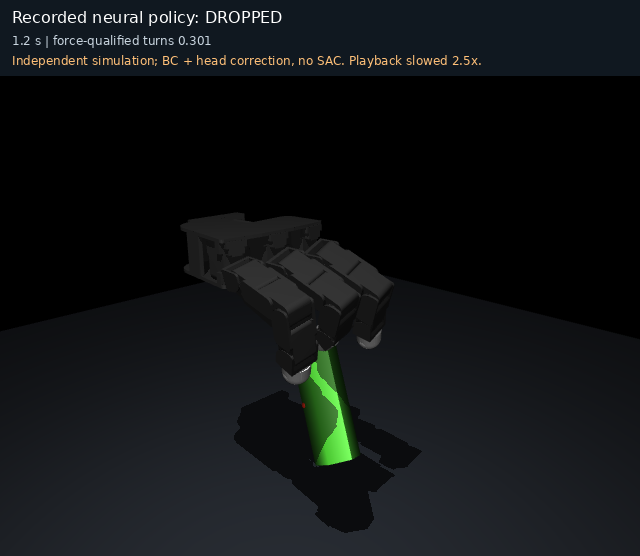 Recorded neural policy: DROPPED
1.2 s | force-qualified turns 0.301
Independent simulation; BC + head correction, no SAC. Playback slowed 2.5x.